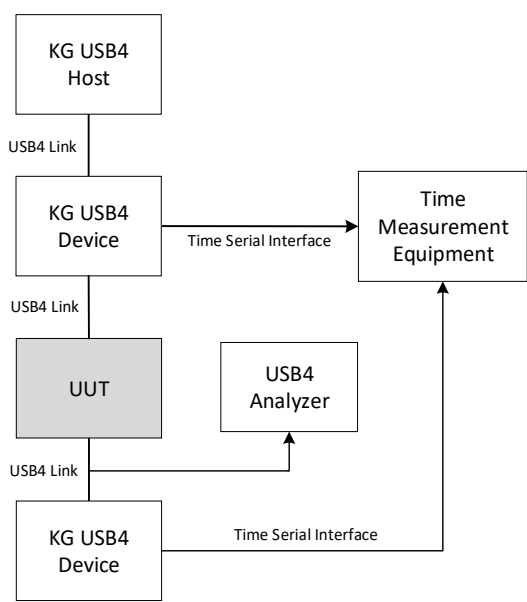 KG USB4
Host
USB4 Link
KG USB4
Device
Time Serial Interface
Time
Measurement
Equipment
USB4 Link
UUT
USB4
Analyzer
USB4 Link
KG USB4
Device
Time Serial Interface